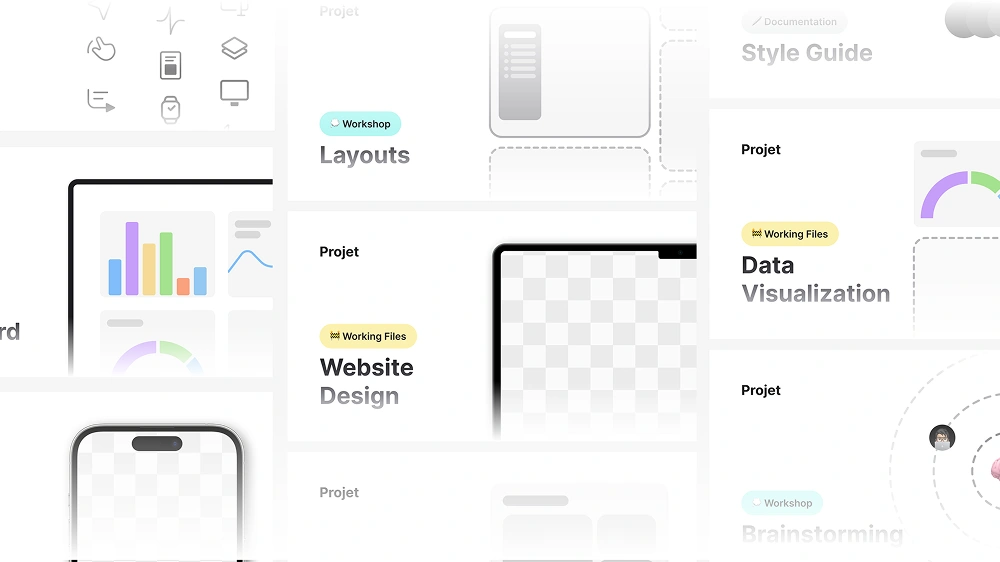 rd
Projet
Workshop
Layouts
Projet
Working Files
Website
Design
Projet
Documentation
Style Guide
Projet
Working Files
Data
Visualization
Projet
Workshop
Brainstorming